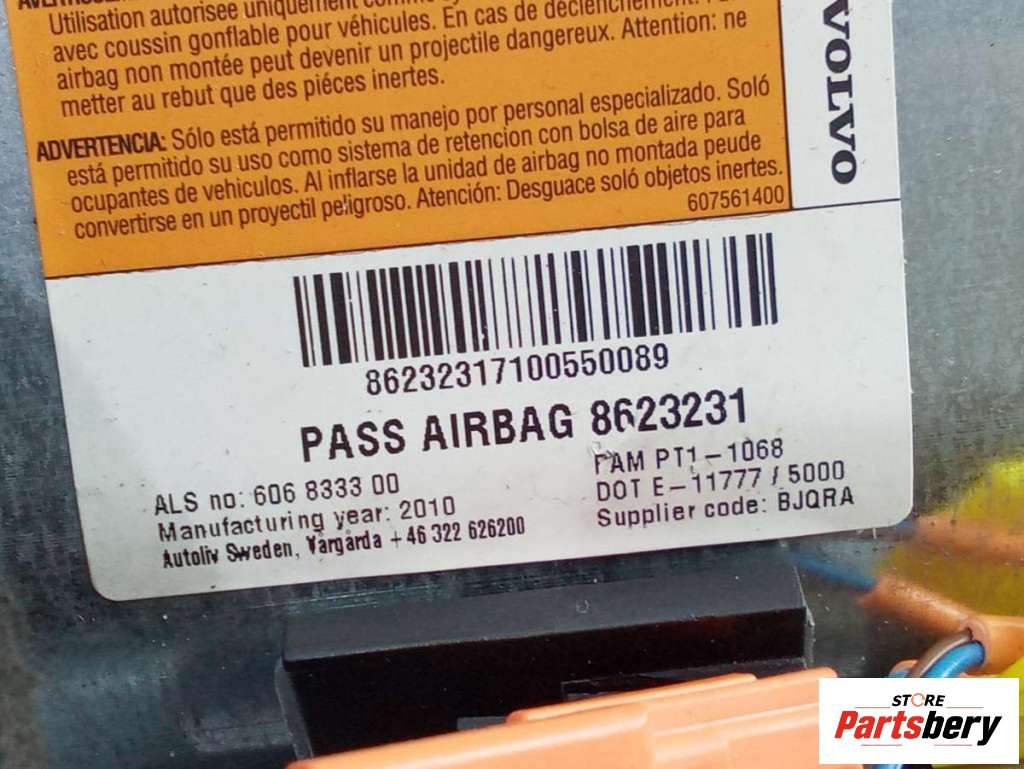 Utilisation autorisée uniquement comme
avec coussin gonflable pour véhicules. En cas de déclenchement.
airbag non montée peut devenir un projectile dangereux. Attention: ne
metter au rebut que des piéces inertes.
ADVERTENCIA: Sólo está permitido su manejo por personal especializado. Soló
está permitido su uso como sistema de retencion con bolsa de aire para
ocupantes de vehiculos. Al inflarse la unidad de airbag no montada peude
convertirse en un proyectil peligroso. Atención: Desguace soló objetos inertes.
607561400
VOLVO
86232317100550089
PASS AIRBAG 8623231
ALS no: 606 8333 00
Manufacturing year: 2010
Autoliv Sweden, Vårgårda +46 322 626200
FAM PT1-1068
DOT E-11777 / 5000
Supplier code: BJQRA
STORE
Partsbery